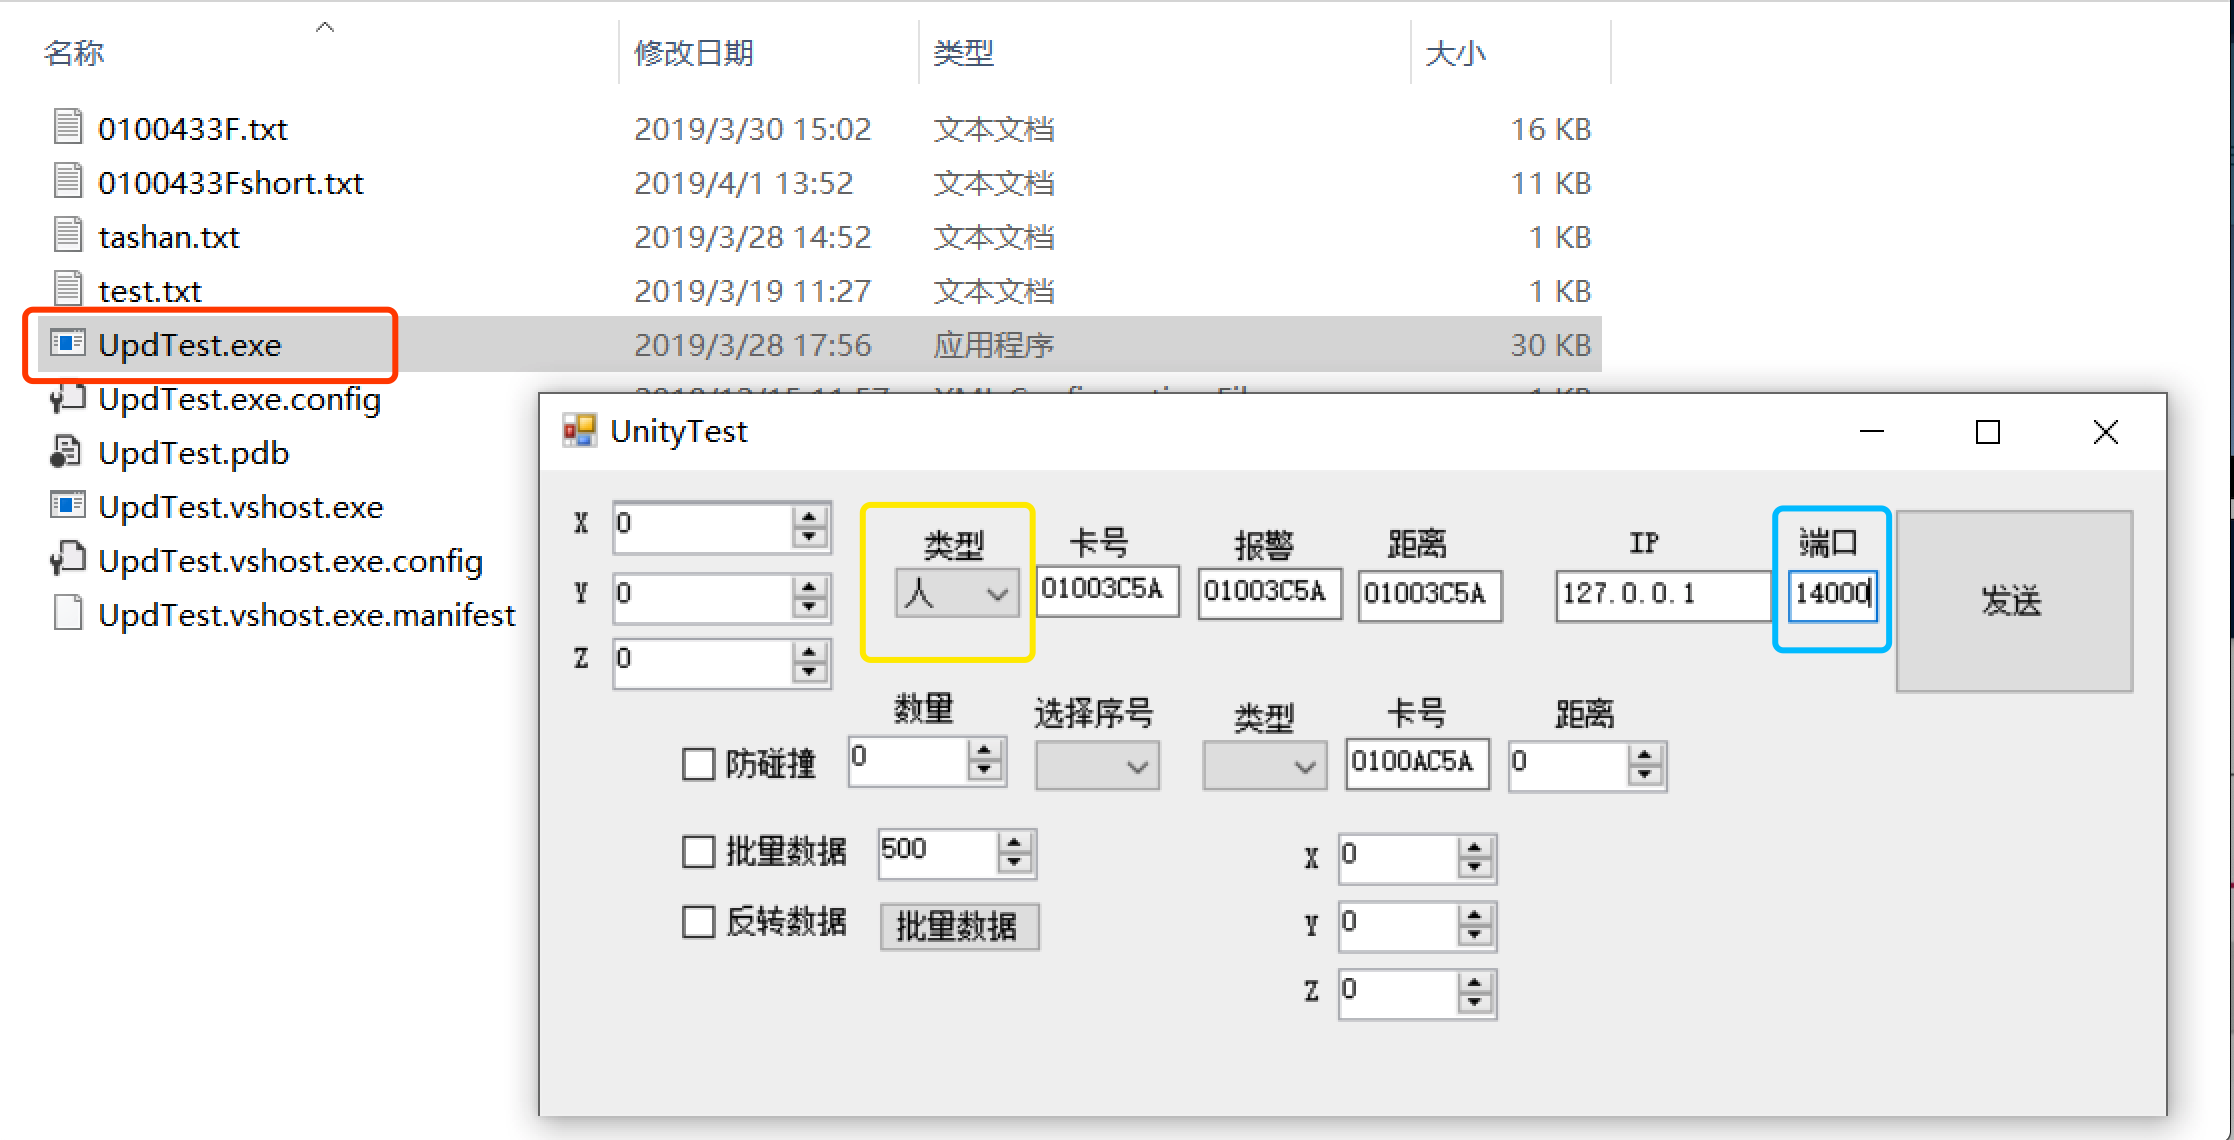 名称 修改日期 类型 大小
0100433F.txt 2019/3/30 15:02 文本文档 16 KB
0100433Fshort.txt 2019/4/1 13:52 文本文档 11 KB
tashan.txt 2019/3/28 14:52 文本文档 1 KB
test.txt 2019/3/19 11:27 文本文档 1 KB
UpdTest.exe 2019/3/28 17:56 应用程序 30 KB
UpdTest.exe.config
UpdTest.pdb
UpdTest.vshost.exe
UpdTest.vshost.exe.config
UpdTest.vshost.exe.manifest
UnityTest
X 0 类型 卡号 报警 距离 IP 端口
人 01003C5A 01003C5A 01003C5A 127.0.0.1 14000 发送
Y 0
Z 0
数量 选择序号 类型 卡号 距离
防碰撞 0 0100AC5A 0
批量数据 500 X 0
反转数据 批量数据 Y 0
Z 0